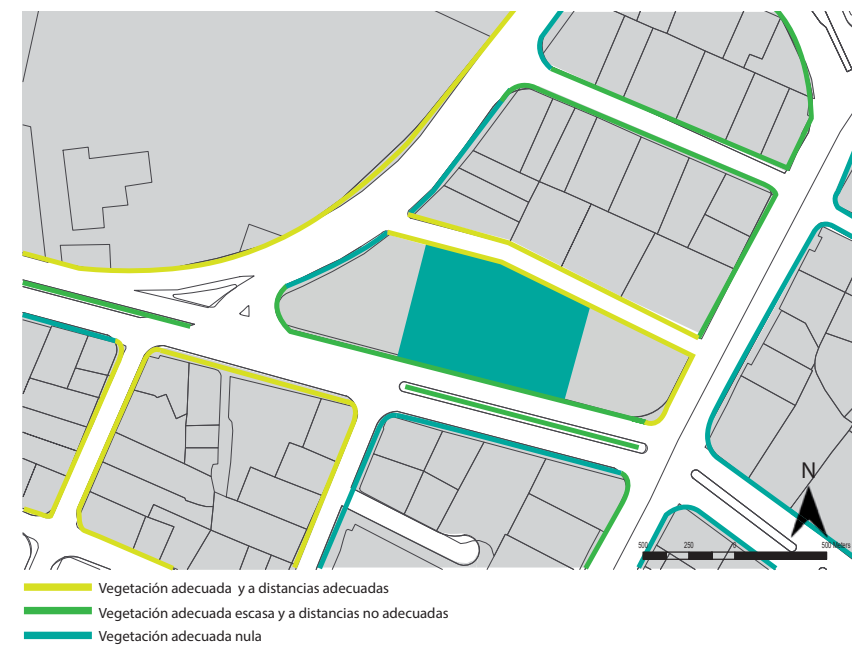 N
500 250 0 500 Meters
Vegetación adecuada y a distancias adecuadas
Vegetación adecuada escasa y a distancias no adecuadas
Vegetación adecuada nula